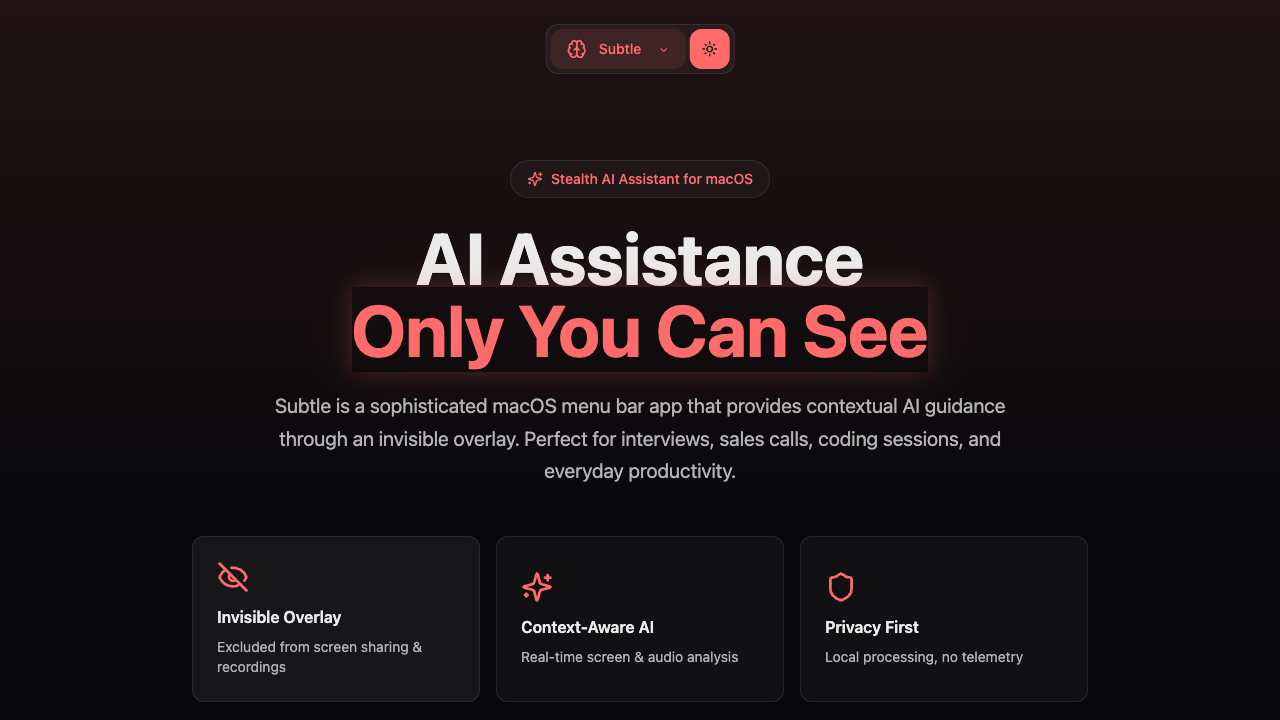 Subtle
Stealth AI Assistant for macOS
AI Assistance
Only You Can See
Subtle is a sophisticated macOS menu bar app that provides contextual AI guidance
through an invisible overlay. Perfect for interviews, sales calls, coding sessions, and
everyday productivity.
Invisible Overlay
Excluded from screen sharing &
recordings
Context-Aware AI
Real-time screen & audio analysis
Privacy First
Local processing, no telemetry